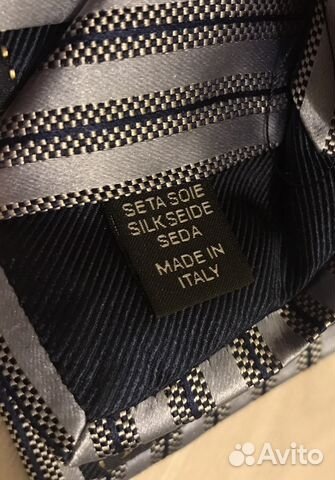 SETA SOIE
SILK SEIDE
SEDA
MADE IN
ITALY
Avito